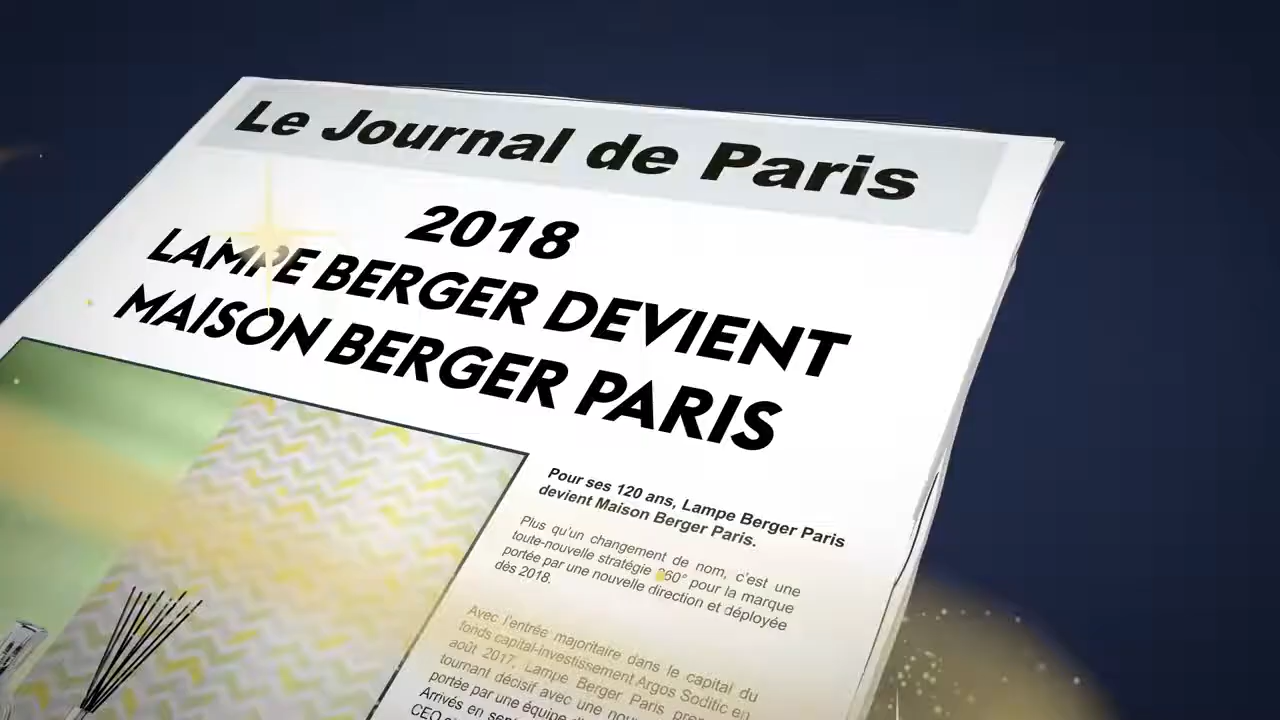 Le Journal de Paris
2018
LAMPE BERGER DEVIENT
MAISON BERGER PARIS
Pour ses 120 ans, Lampe Berger Paris
devient Maison Berger Paris.
Plus qu'un changement de nom, c'est une
toute-nouvelle stratégie 360° pour la marque
portée par une nouvelle direction et déployée
dès 2018.
Avec l'entrée majoritaire dans le capital du
fonds capital-investissement Argos Soditic en
août 2017, Lampe Berger Paris
tournant décisif avec une
portée par une équipe
Arrivés en
CEO